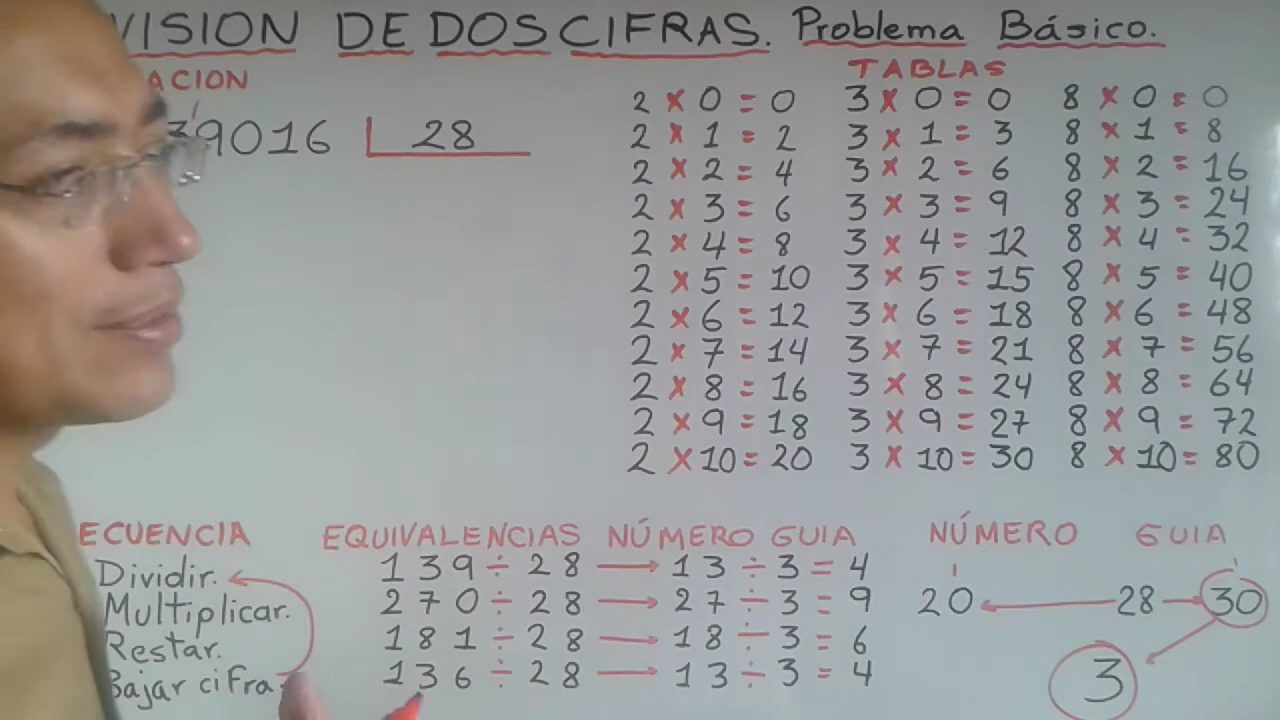 VISION DE DOS CIFRAS. Problema Básico.
ACION
39016 28
TABLAS
2 x 0 = 0 3 x 0 = 0 8 x 0 = 0
2 x 1 = 2 3 x 1 = 3 8 x 1 = 8
2 x 2 = 4 3 x 2 = 6 8 x 2 = 16
2 x 3 = 6 3 x 3 = 9 8 x 3 = 24
2 x 4 = 8 3 x 4 = 12 8 x 4 = 32
2 x 5 = 10 3 x 5 = 15 8 x 5 = 40
2 x 6 = 12 3 x 6 = 18 8 x 6 = 48
2 x 7 = 14 3 x 7 = 21 8 x 7 = 56
2 x 8 = 16 3 x 8 = 24 8 x 8 = 64
2 x 9 = 18 3 x 9 = 27 8 x 9 = 72
2 x 10 = 20 3 x 10 = 30 8 x 10 = 80
ECUENCIA
Dividir.
Multiplicar.
Restar.
Bajar cifra.
EQUIVALENCIAS NÚMERO GUIA
139 ÷ 28 → 13 ÷ 3 = 4
270 ÷ 28 → 27 ÷ 3 = 9
181 ÷ 28 → 18 ÷ 3 = 6
136 ÷ 28 → 13 ÷ 3 = 4
NÚMERO GUIA
20 ← 28 → 30
3